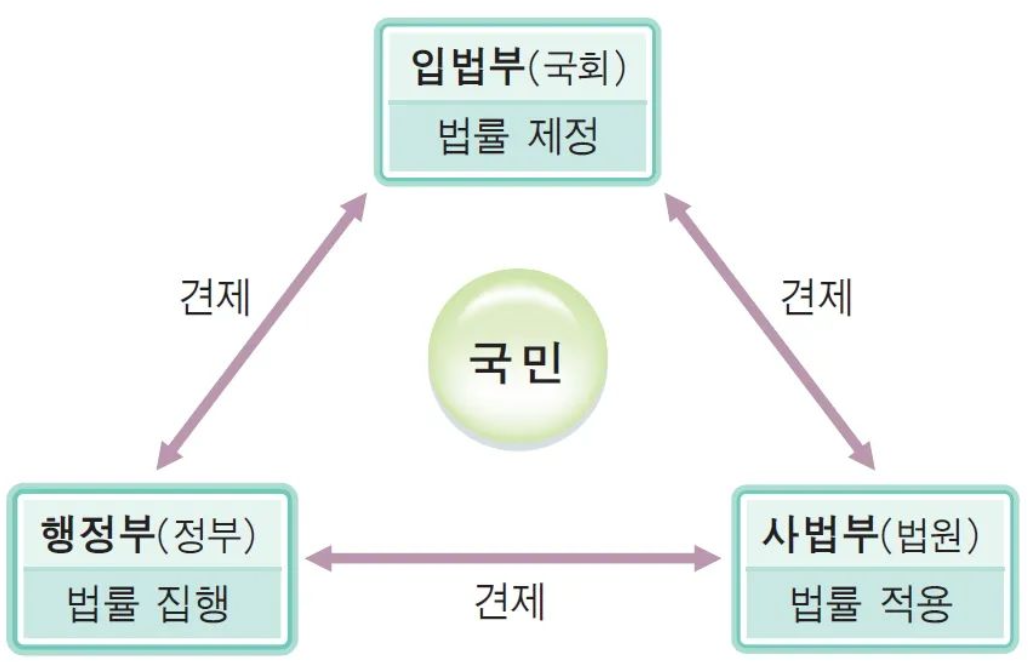 입법부(국회)
법률 제정
견제
견제
국민
행정부(정부)
법률 집행
견제
사법부(법원)
법률 적용